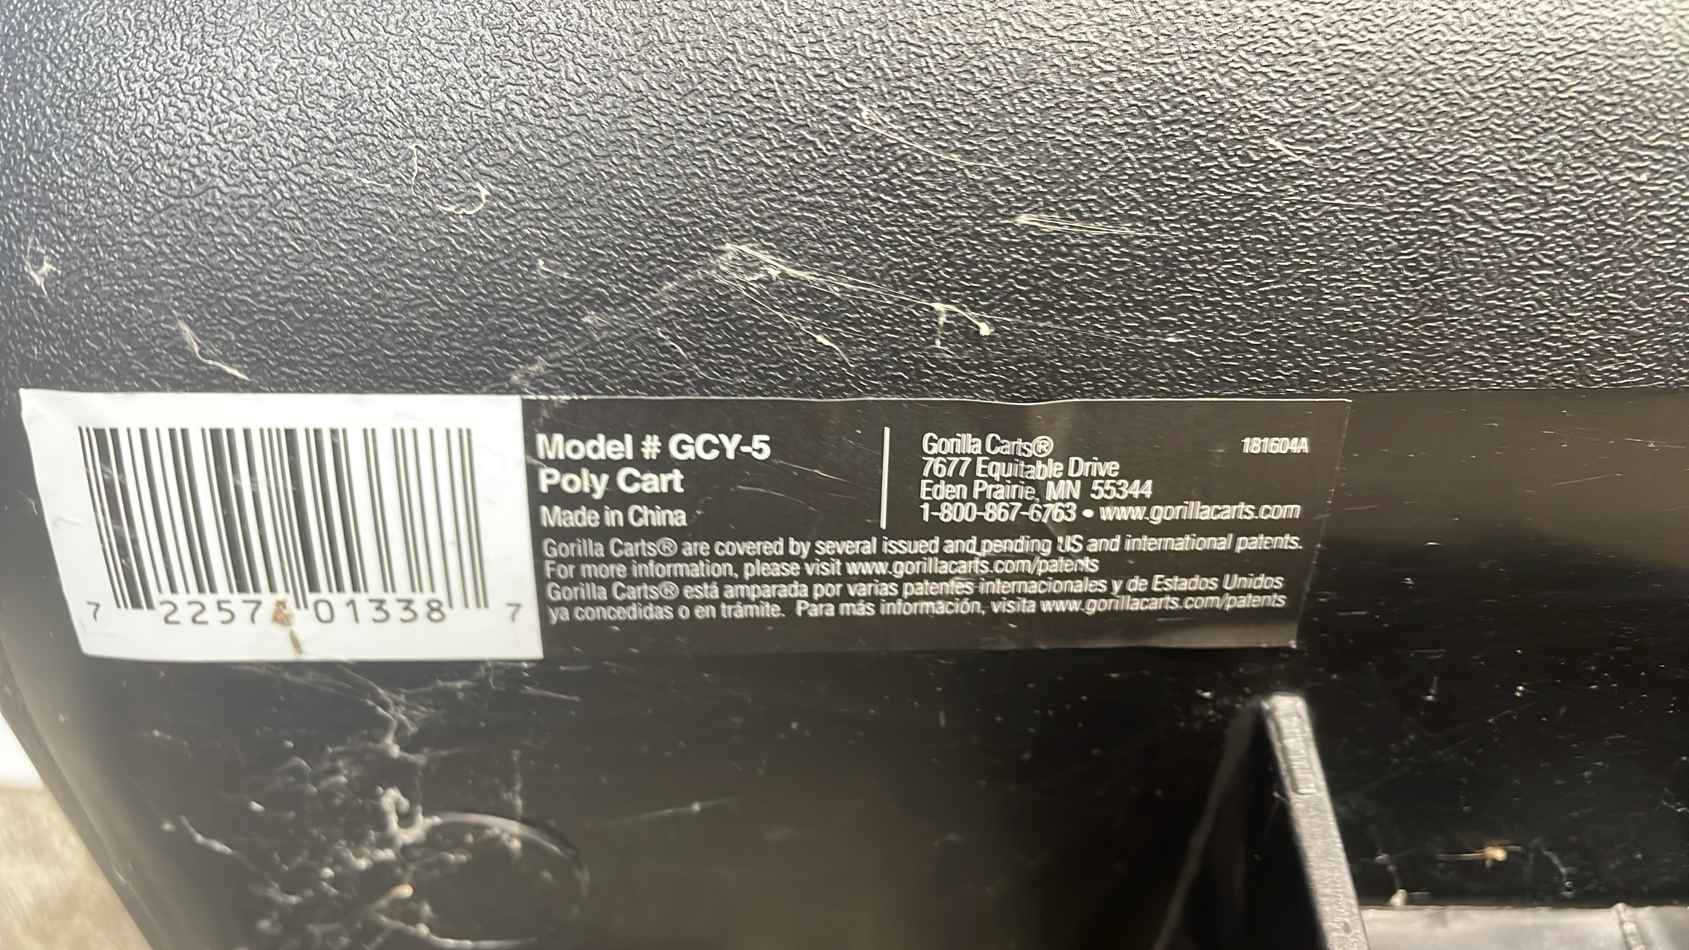 Model # GCY-5
Poly Cart
Made in China
Gorilla Carts®
7677 Equitable Drive
Eden Prairie, MN 55344
1-800-867-6763 • www.gorillacarts.com
181604A
Gorilla Carts® are covered by several issued and pending US and international patents.
For more information, please visit www.gorillacarts.com/patents
Gorilla Carts® está amparada por varias patentes internacionales y de Estados Unidos
ya concedidas o en trámite. Para más información, visita www.gorillacarts.com/patents
7 2257 01338 7